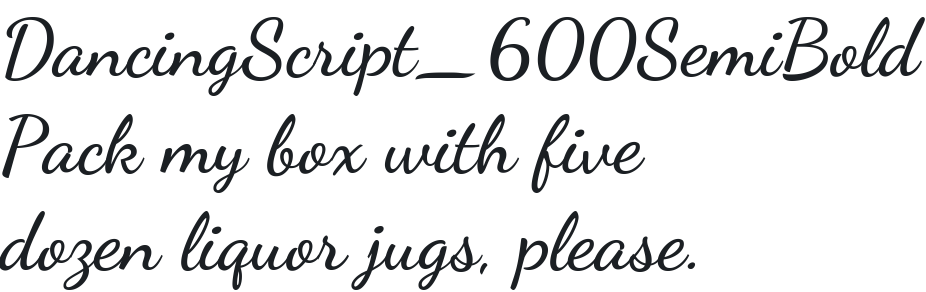 DancingScript_600SemiBold
Pack my box with five
dozen liquor jugs, please.